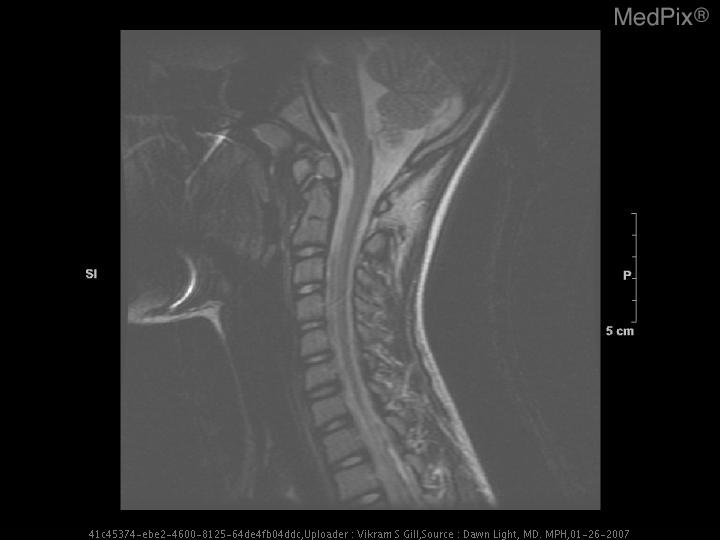 MedPix®
SI
P
5 cm
41c45374-ebe2-4600-8125-64de4fb04ddc,Uploader : Vikram S Gill,Source : Dawn Light, MD. MPH,01-26-2007